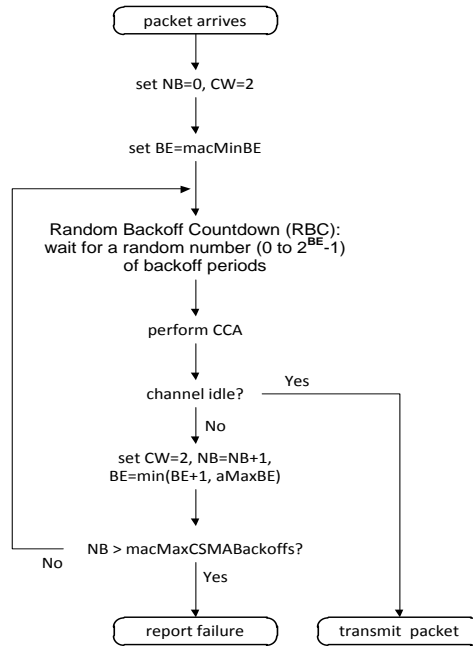 packet arrives
set NB=0, CW=2
set BE=macMinBE
Random Backoff Countdown (RBC):
wait for a random number (0 to 2^BE-1)
of backoff periods
perform CCA
channel idle?
Yes
No
set CW=2, NB=NB+1,
BE=min(BE+1, aMaxBE)
NB > macMaxCSMABackoffs?
No
Yes
report failure
transmit packet